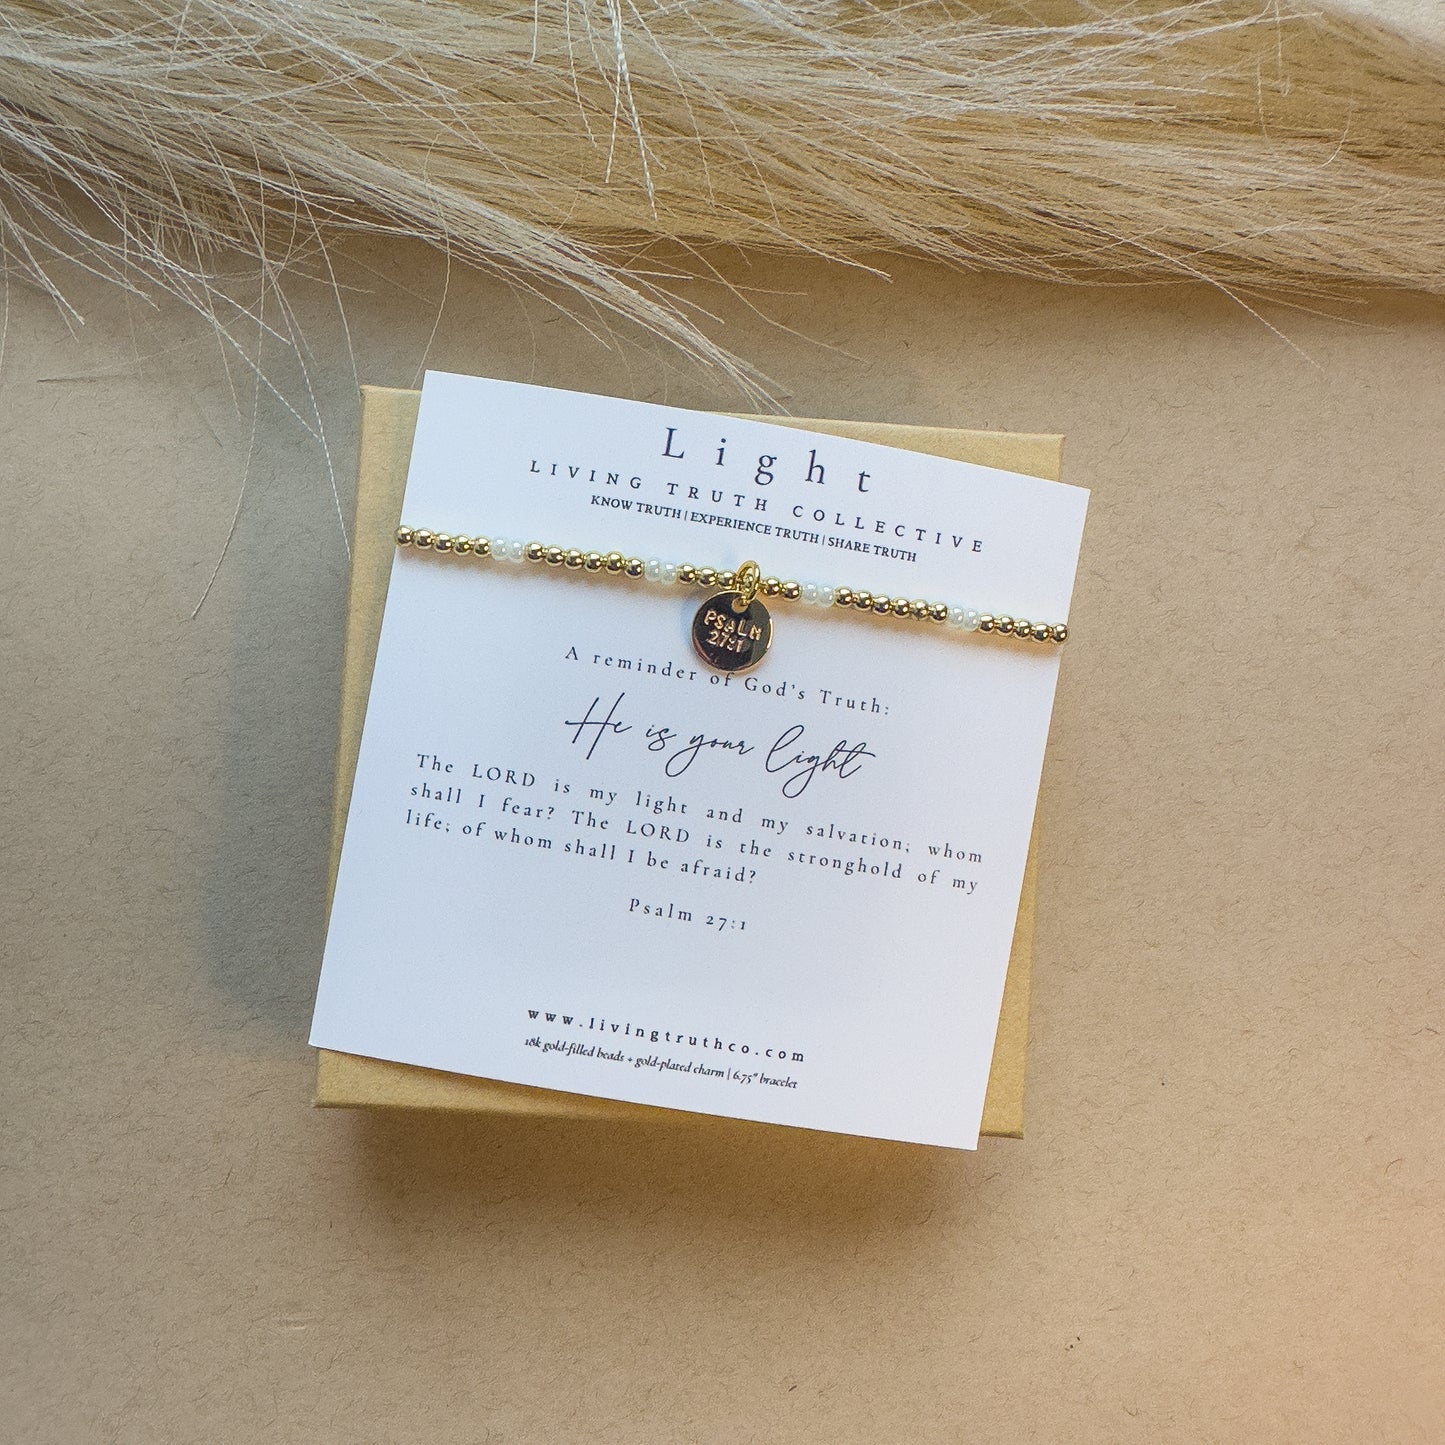 Light
LIVING TRUTH COLLECTIVE
KNOW TRUTH | EXPERIENCE TRUTH | SHARE TRUTH
PSALM
27:1
A reminder of God's Truth:
He is your light
The LORD is my light and my salvation; whom
shall I fear? The LORD is the stronghold of my
life; of whom shall I be afraid?
Psalm 27:1
www.livingtruthco.com
18k gold-filled beads + gold-plated charm | 6.75" bracelet